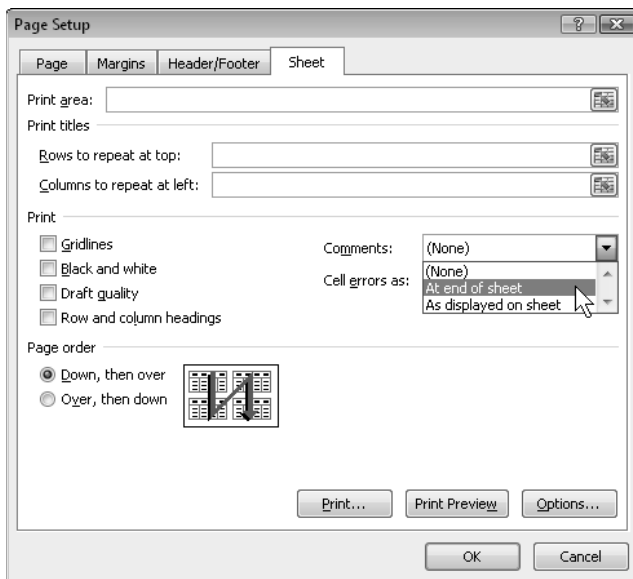 Page Setup
Page Margins Header/Footer Sheet
Print area:
Print titles
Rows to repeat at top:
Columns to repeat at left:
Print
Gridlines
Black and white
Draft quality
Row and column headings
Comments: (None)
Cell errors as:
(None)
At end of sheet
As displayed on sheet
Page order
Down, then over
Over, then down
Print... Print Preview Options...
OK Cancel